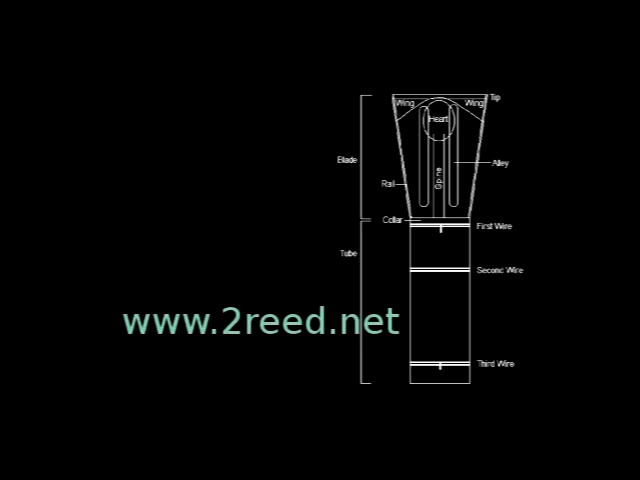 Tip
Wing
Wing
Heart
Blade
Alley
Spine
Rail
Collar
First Wire
Tube
Second Wire
www.2reed.net
Third Wire